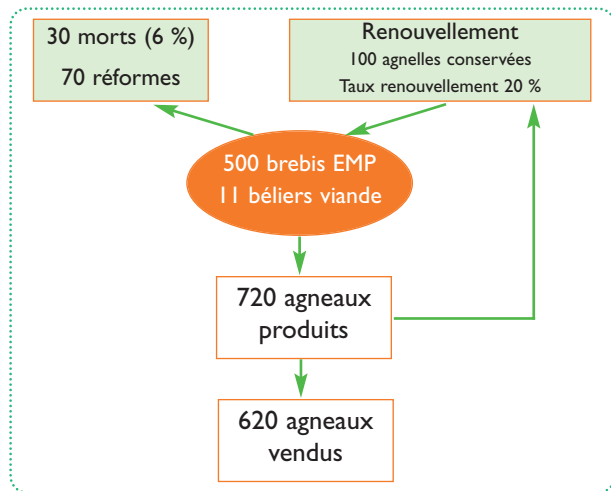 30 morts (6 %)
70 réformes
Renouvellement
100 agnelles conservées
Taux renouvellement 20 %
500 brebis EMP
11 béliers viande
720 agneaux
produits
620 agneaux
vendus